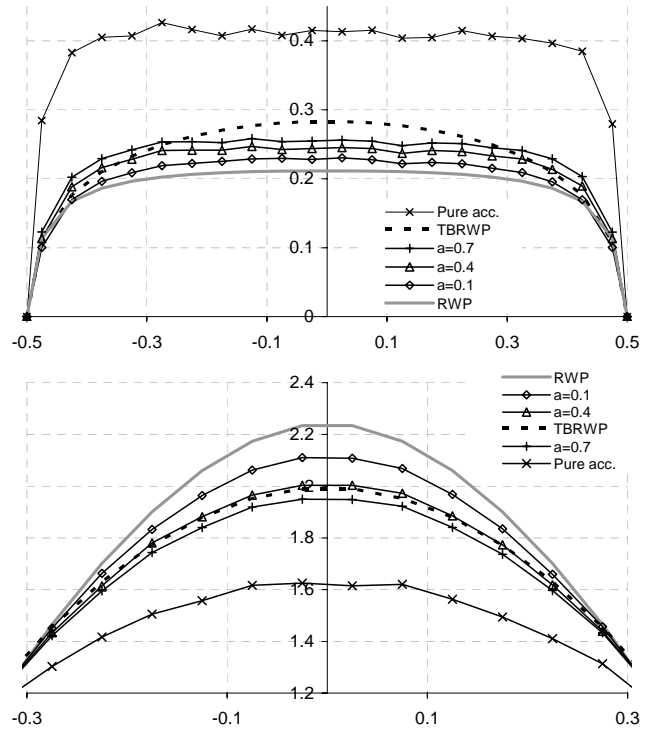 0.4
0.3
0.2
0.1
0
Pure acc.
TBRWP
a=0.7
a=0.4
a=0.1
RWP
-0.5 -0.3 -0.1 0.1 0.3 0.5
2.4
2.2
2
1.8
1.6
1.4
1.2
RWP
a=0.1
a=0.4
TBRWP
a=0.7
Pure acc.
-0.3 -0.1 0.1 0.3